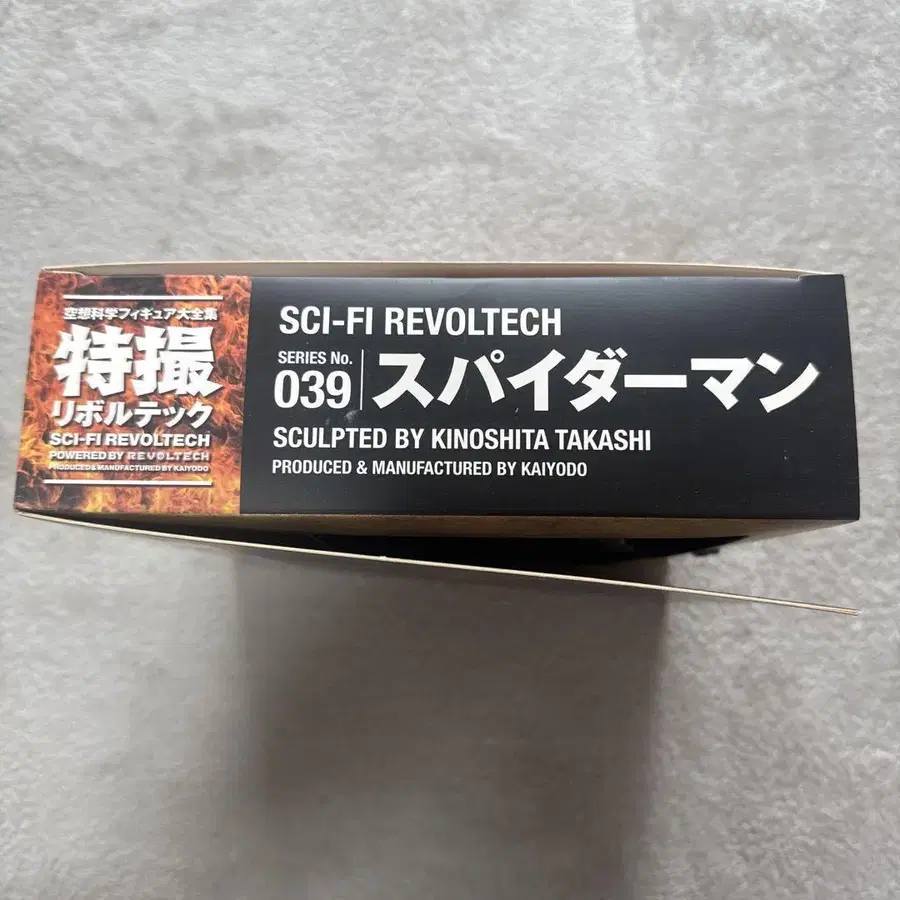 空想科学フィギュア大全集
特撮
リボルテック
SCI-FI REVOLTECH
POWERED BY REVOLTECH
PRODUCED & MANUFACTURED BY KAIYODO
SCI-FI REVOLTECH
SERIES No.
039
スパイダーマン
SCULPTED BY KINOSHITA TAKASHI
PRODUCED & MANUFACTURED BY KAIYODO